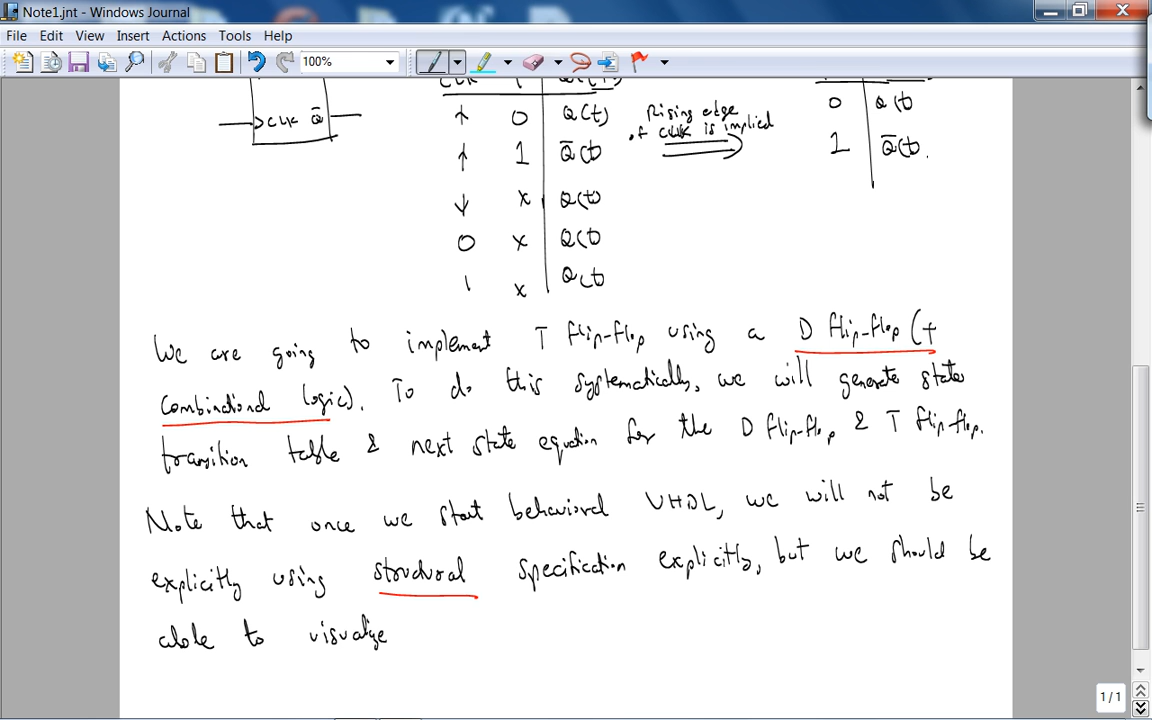 Note1.jnt - Windows Journal
File Edit View Insert Actions Tools Help
100%
CLK Q̄
CLK
↑ 0 Q(t)
↑ 1 Q̄(t)
↓ x Q(t)
0 x Q(t)
1 x Q(t)
Rising edge
of CLK is implied
0 Q(t)
1 Q̄(t).
We are going to implement T flip-flop using a D flip-flop (+
combinational logic). To do this systematically, we will generate state
transition table & next state equation for the D flip-flop & T flip-flop.
Note that once we start behavioral VHDL, we will not be
explicitly using structural specification explicitly, but we should be
able to visualize
1 / 1